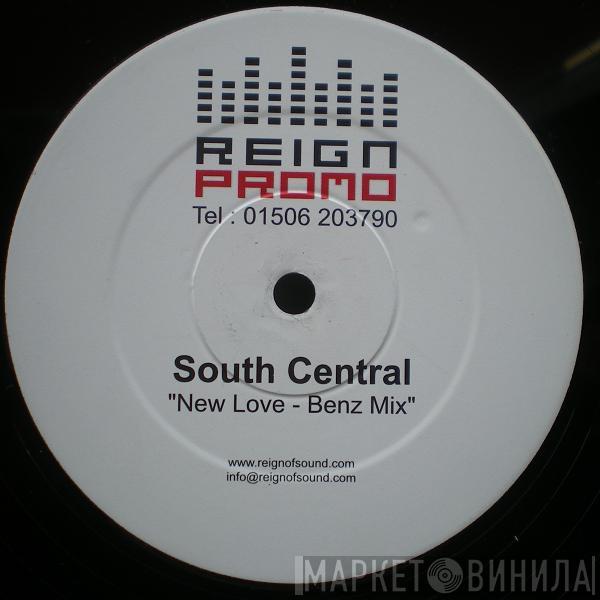 REIGN
PROMO
Tel : 01506 203790
South Central
"New Love - Benz Mix"
www.reignofsound.com
info@reignofsound.com
МАРКЕТ ВИНИЛА